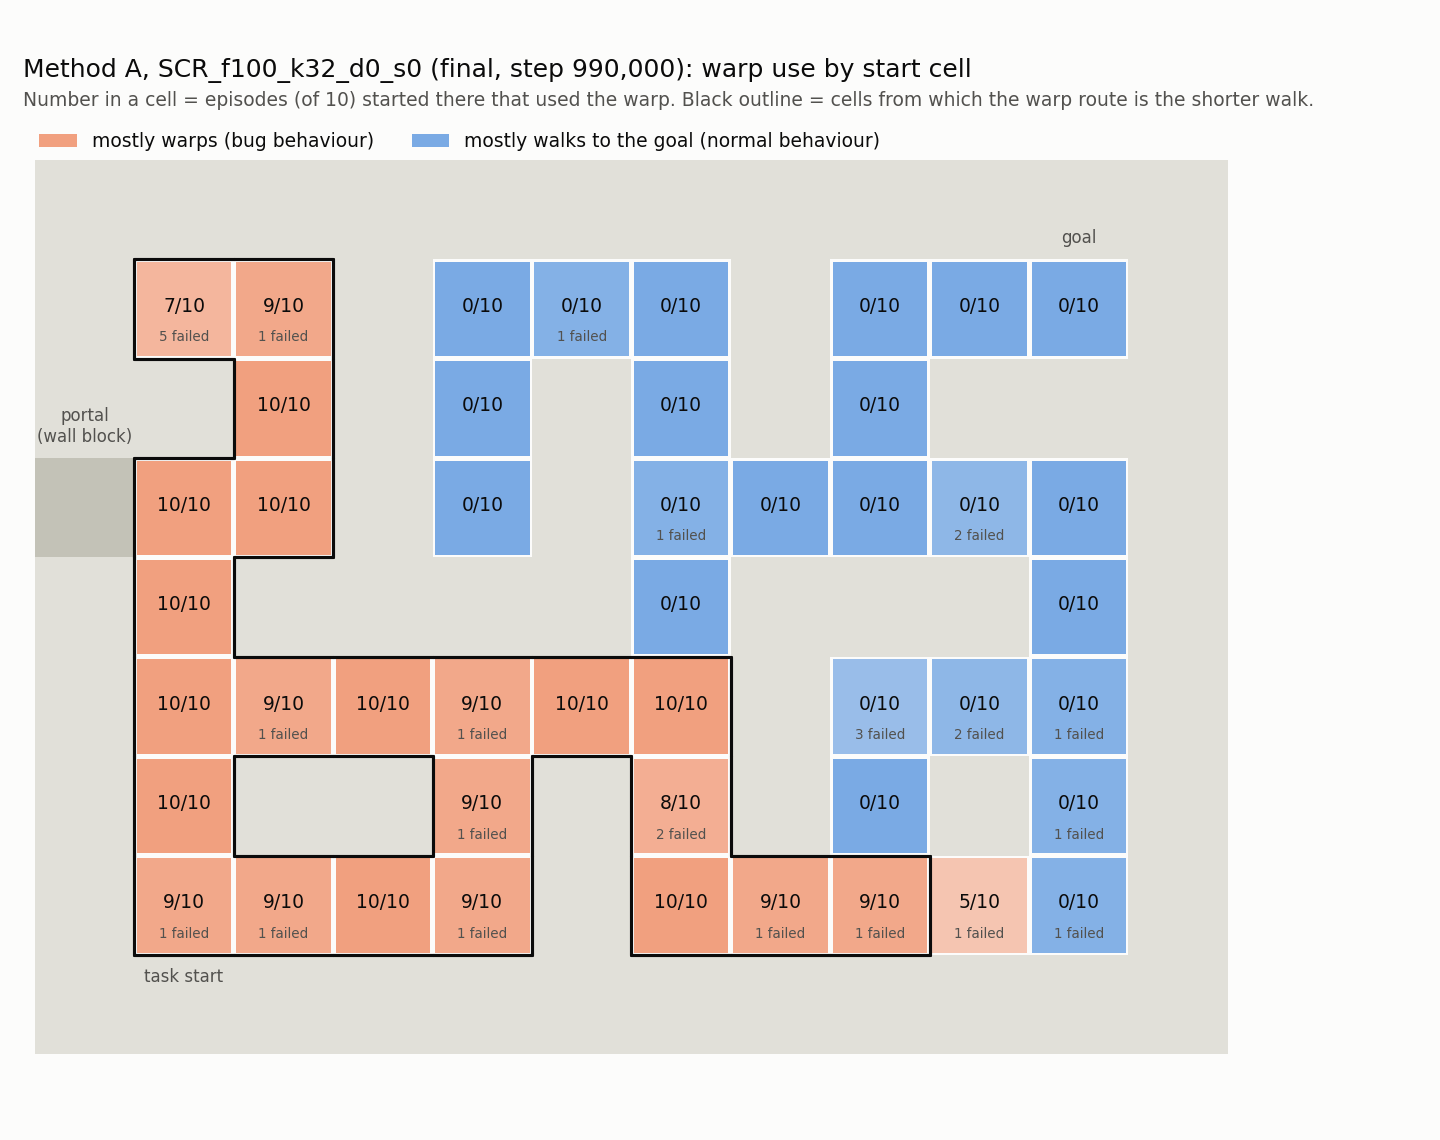 Method A, SCR_f100_k32_d0_s0 (final, step 990,000): warp use by start cell
Number in a cell = episodes (of 10) started there that used the warp. Black outline = cells from which the warp route is the shorter walk.
mostly warps (bug behaviour) mostly walks to the goal (normal behaviour)
goal
7/10 9/10 0/10 0/10 0/10 0/10 0/10 0/10
5 failed 1 failed 1 failed
10/10 0/10 0/10 0/10
portal
(wall block)
10/10 10/10 0/10 0/10 0/10 0/10 0/10 0/10
1 failed 2 failed
10/10 0/10 0/10
10/10 9/10 10/10 9/10 10/10 10/10 0/10 0/10 0/10
1 failed 1 failed 3 failed 2 failed 1 failed
10/10 9/10 8/10 0/10 0/10
1 failed 2 failed 1 failed
9/10 9/10 10/10 9/10 10/10 9/10 9/10 5/10 0/10
1 failed 1 failed 1 failed 1 failed 1 failed 1 failed 1 failed
task start